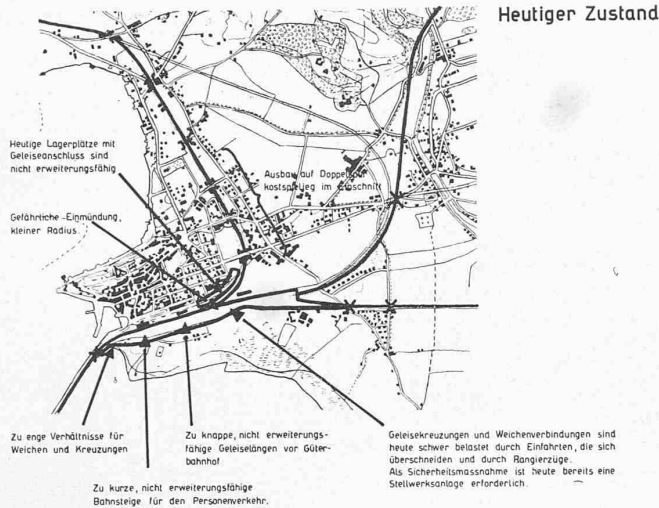 Heutiger Zustand
Heutige Lagerplätze mit
Geleiseanschluss sind
nicht erweiterungsfähig
Ausbau auf Doppelspur
kostspielieg im Einschnitt
Gefährliche Einmündung,
kleiner Radius.
Zu enge Verhältnisse für
Weichen und Kreuzungen
Zu knappe, nicht erweiterungs-
fähige Geleiselängen vor Güter-
bahnhof
Zu kurze, nicht erweiterungsfähige
Bahnsteige für den Personenverkehr.
Geleisekreuzungen und Weichenverbindungen sind
heute schwer belastet durch Einfahrten, die sich
überschneiden und durch Rangierzüge.
Als Sicherheitsmassnahme ist heute bereits eine
Stellwerksanlage erforderlich.